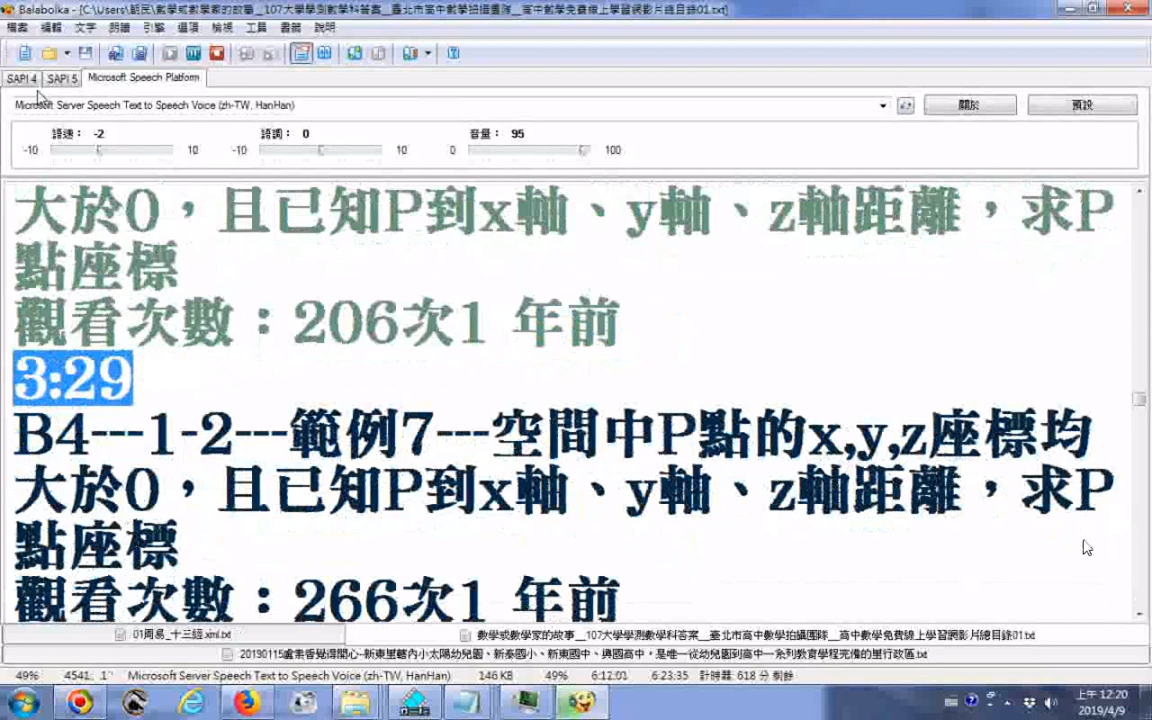 Balabolka - [C:\Users\範民\數學或數學家的故事__107大學學測數學科答案__臺北市高中數學拍攝團隊__高中數學免費線上學習網影片總目錄01.txt]
檔案 編輯 文字 朗讀 引擎 選項 檢視 工具 書籤 說明
SAPI 4 SAPI 5 Microsoft Speech Platform
Microsoft Server Speech Text to Speech Voice (zh-TW, HanHan) 關於 預設
語速: -2 語調: 0 音量: 95
-10 10 -10 10 0 100
大於0，且已知P到x軸、y軸、z軸距離，求P
點座標
觀看次數：206次1 年前
3:29
B4---1-2---範例7---空間中P點的x,y,z座標均
大於0，且已知P到x軸、y軸、z軸距離，求P
點座標
觀看次數：266次1 年前
01周易_十三經.xml.txt 數學或數學家的故事__107大學學測數學科答案__臺北市高中數學拍攝團隊__高中數學免費線上學習網影片總目錄01.txt
20190115盧素香覺得開心-新東里轄內小太陽幼兒園、新泰國小、新東國中、興國高中，是唯一從幼兒園到高中一系列教育學程完備的里行政區.txt
49% Microsoft Server Speech Text to Speech Voice (zh-TW, HanHan) 146 KB 49% 6:12:01 6:23:35 計時器: 618 分 剩餘
上午 12:20
2019/4/9